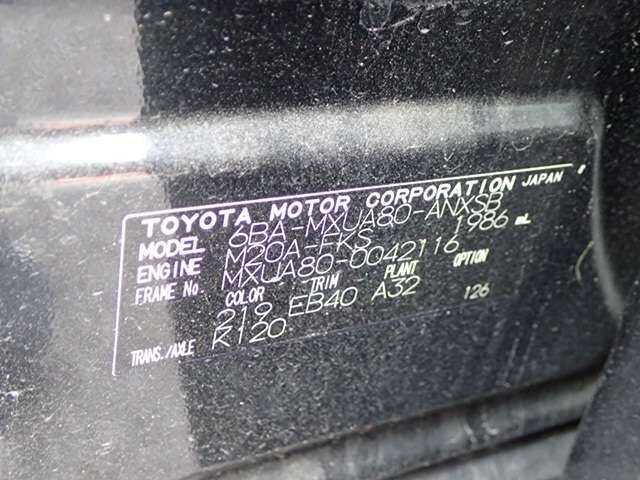 TOYOTA MOTOR CORPORATION JAPAN
MODEL 6BA-MXUA80-ANXSB
ENGINE M20A-FKS 1986 mL
FRAME No. MXUA80-0042116
COLOR TRIM PLANT OPTION
219 EB40 A32 126
TRANS./AXLE K120